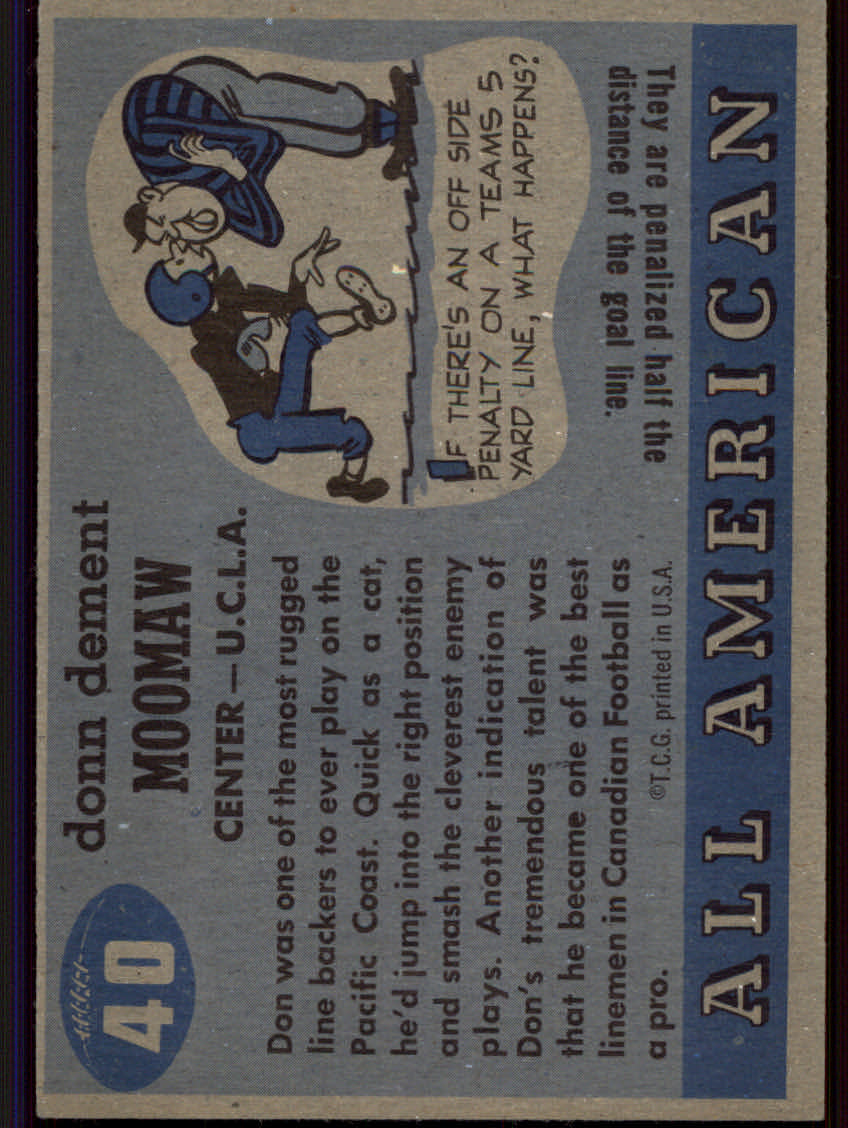 40
donn dement
MOOMAW
CENTER — U.C.L.A.
Don was one of the most rugged
line backers to ever play on the
Pacific Coast. Quick as a cat,
he'd jump into the right position
and smash the cleverest enemy
plays. Another indication of
Don's tremendous talent was
that he became one of the best
linemen in Canadian Football as
a pro.
©T.C.G. printed in U.S.A.
IF THERE'S AN OFF SIDE
PENALTY ON A TEAMS 5
YARD LINE, WHAT HAPPENS?
They are penalized half the
distance of the goal line.
ALL AMERICAN